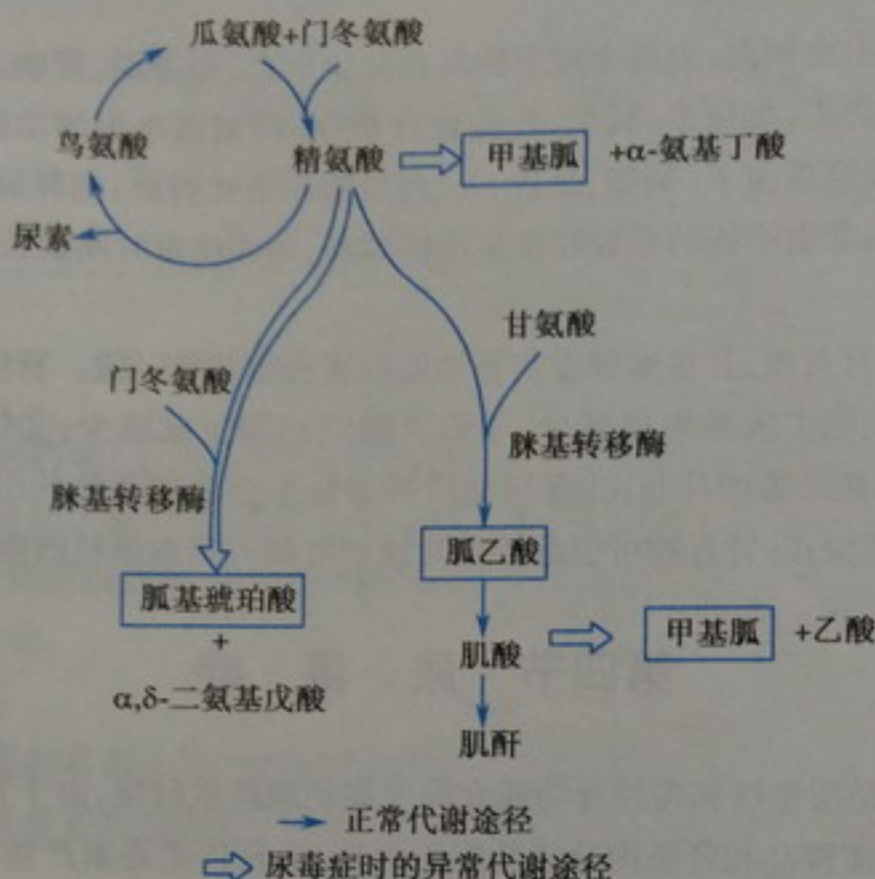 瓜氨酸+门冬氨酸
鸟氨酸
精氨酸
甲基胍
+α-氨基丁酸
尿素
甘氨酸
门冬氨酸
脒基转移酶
脒基转移酶
胍乙酸
胍基琥珀酸
+
α,δ-二氨基戊酸
肌酸
甲基胍
+乙酸
肌酐
正常代谢途径
尿毒症时的异常代谢途径